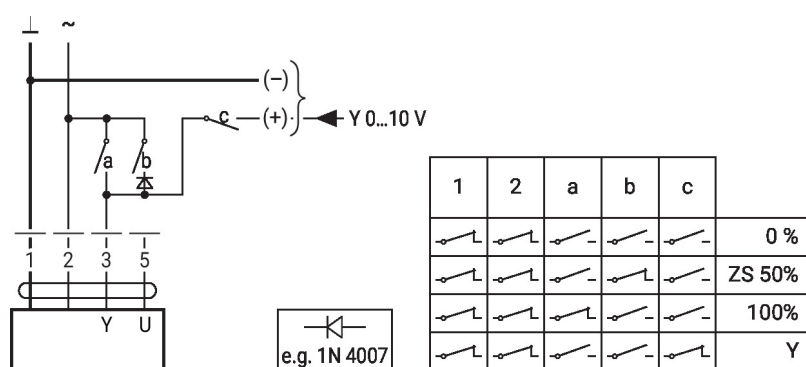 ⊥ ~
(−)
c (+) Y 0...10 V
a b
1 2 3 5
Y U
e.g. 1N 4007
1 2 a b c
0 %
ZS 50%
100%
Y